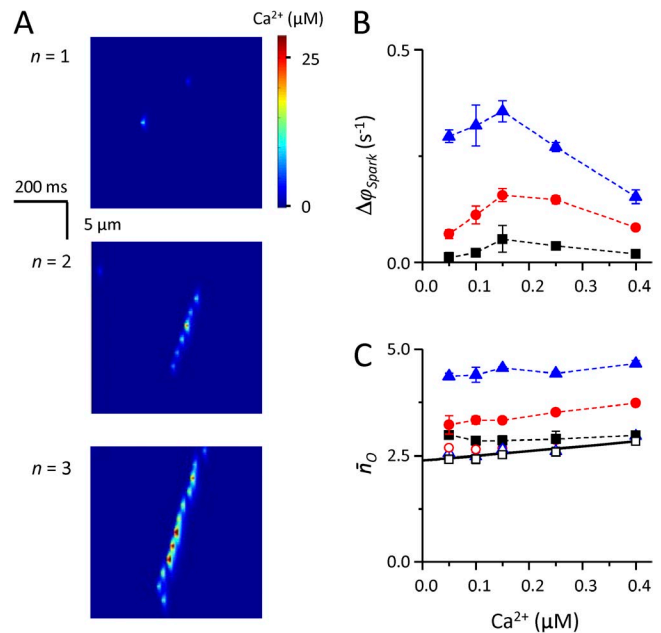 A
Ca²⁺ (μM)
n = 1
25
0
200 ms
5 μm
n = 2
n = 3
B
0.5
Δφ_Spark (s⁻¹)
0.0
0.0 0.1 0.2 0.3 0.4
C
5.0
n̄_O
2.5
0.0
0.0 0.1 0.2 0.3 0.4
Ca²⁺ (μM)